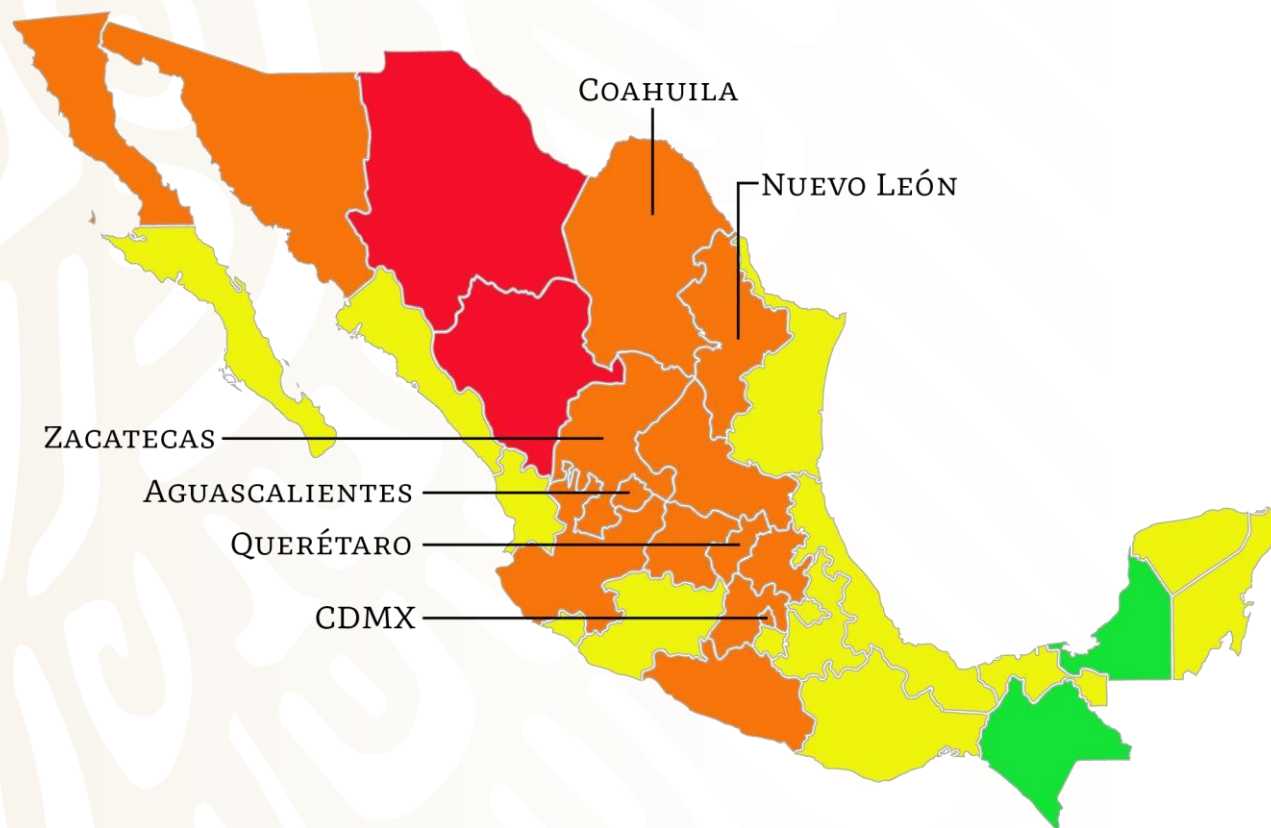 COAHUILA
NUEVO LEÓN
ZACATECAS
AGUASCALIENTES
QUERÉTARO
CDMX